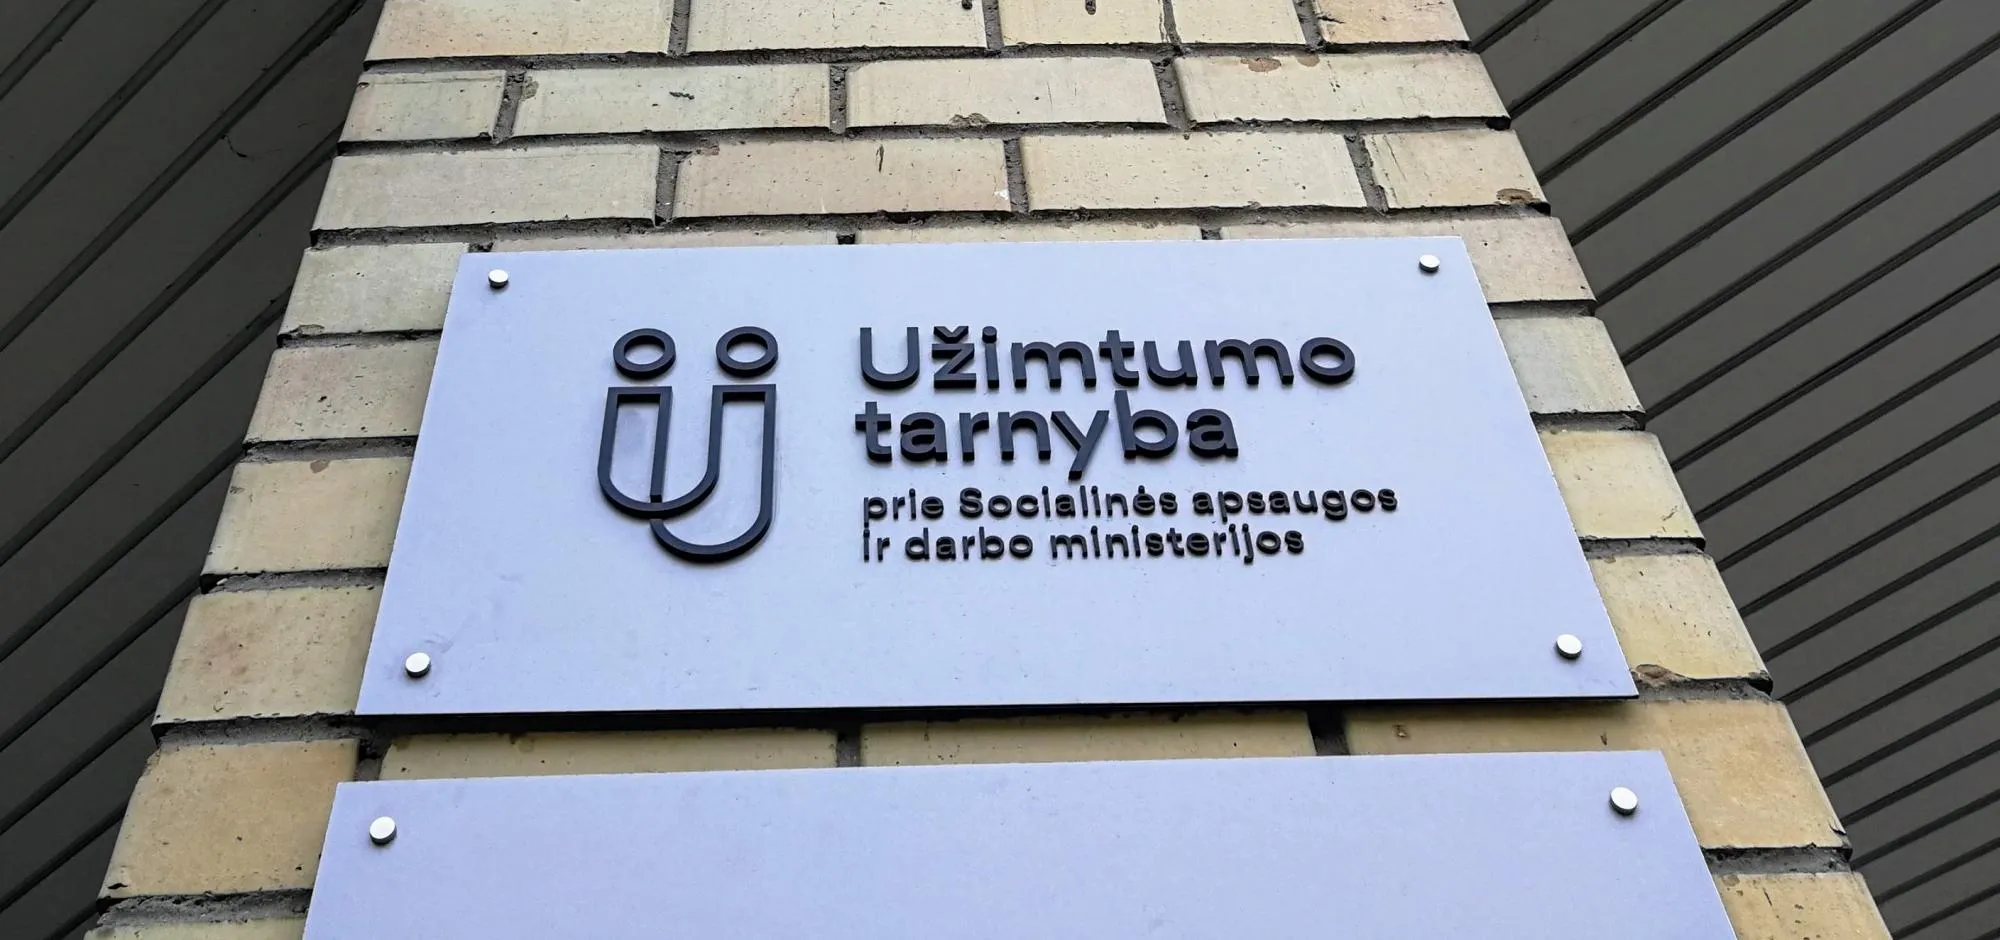 Užimtumo
tarnyba
prie Socialinės apsaugos
ir darbo ministerijos